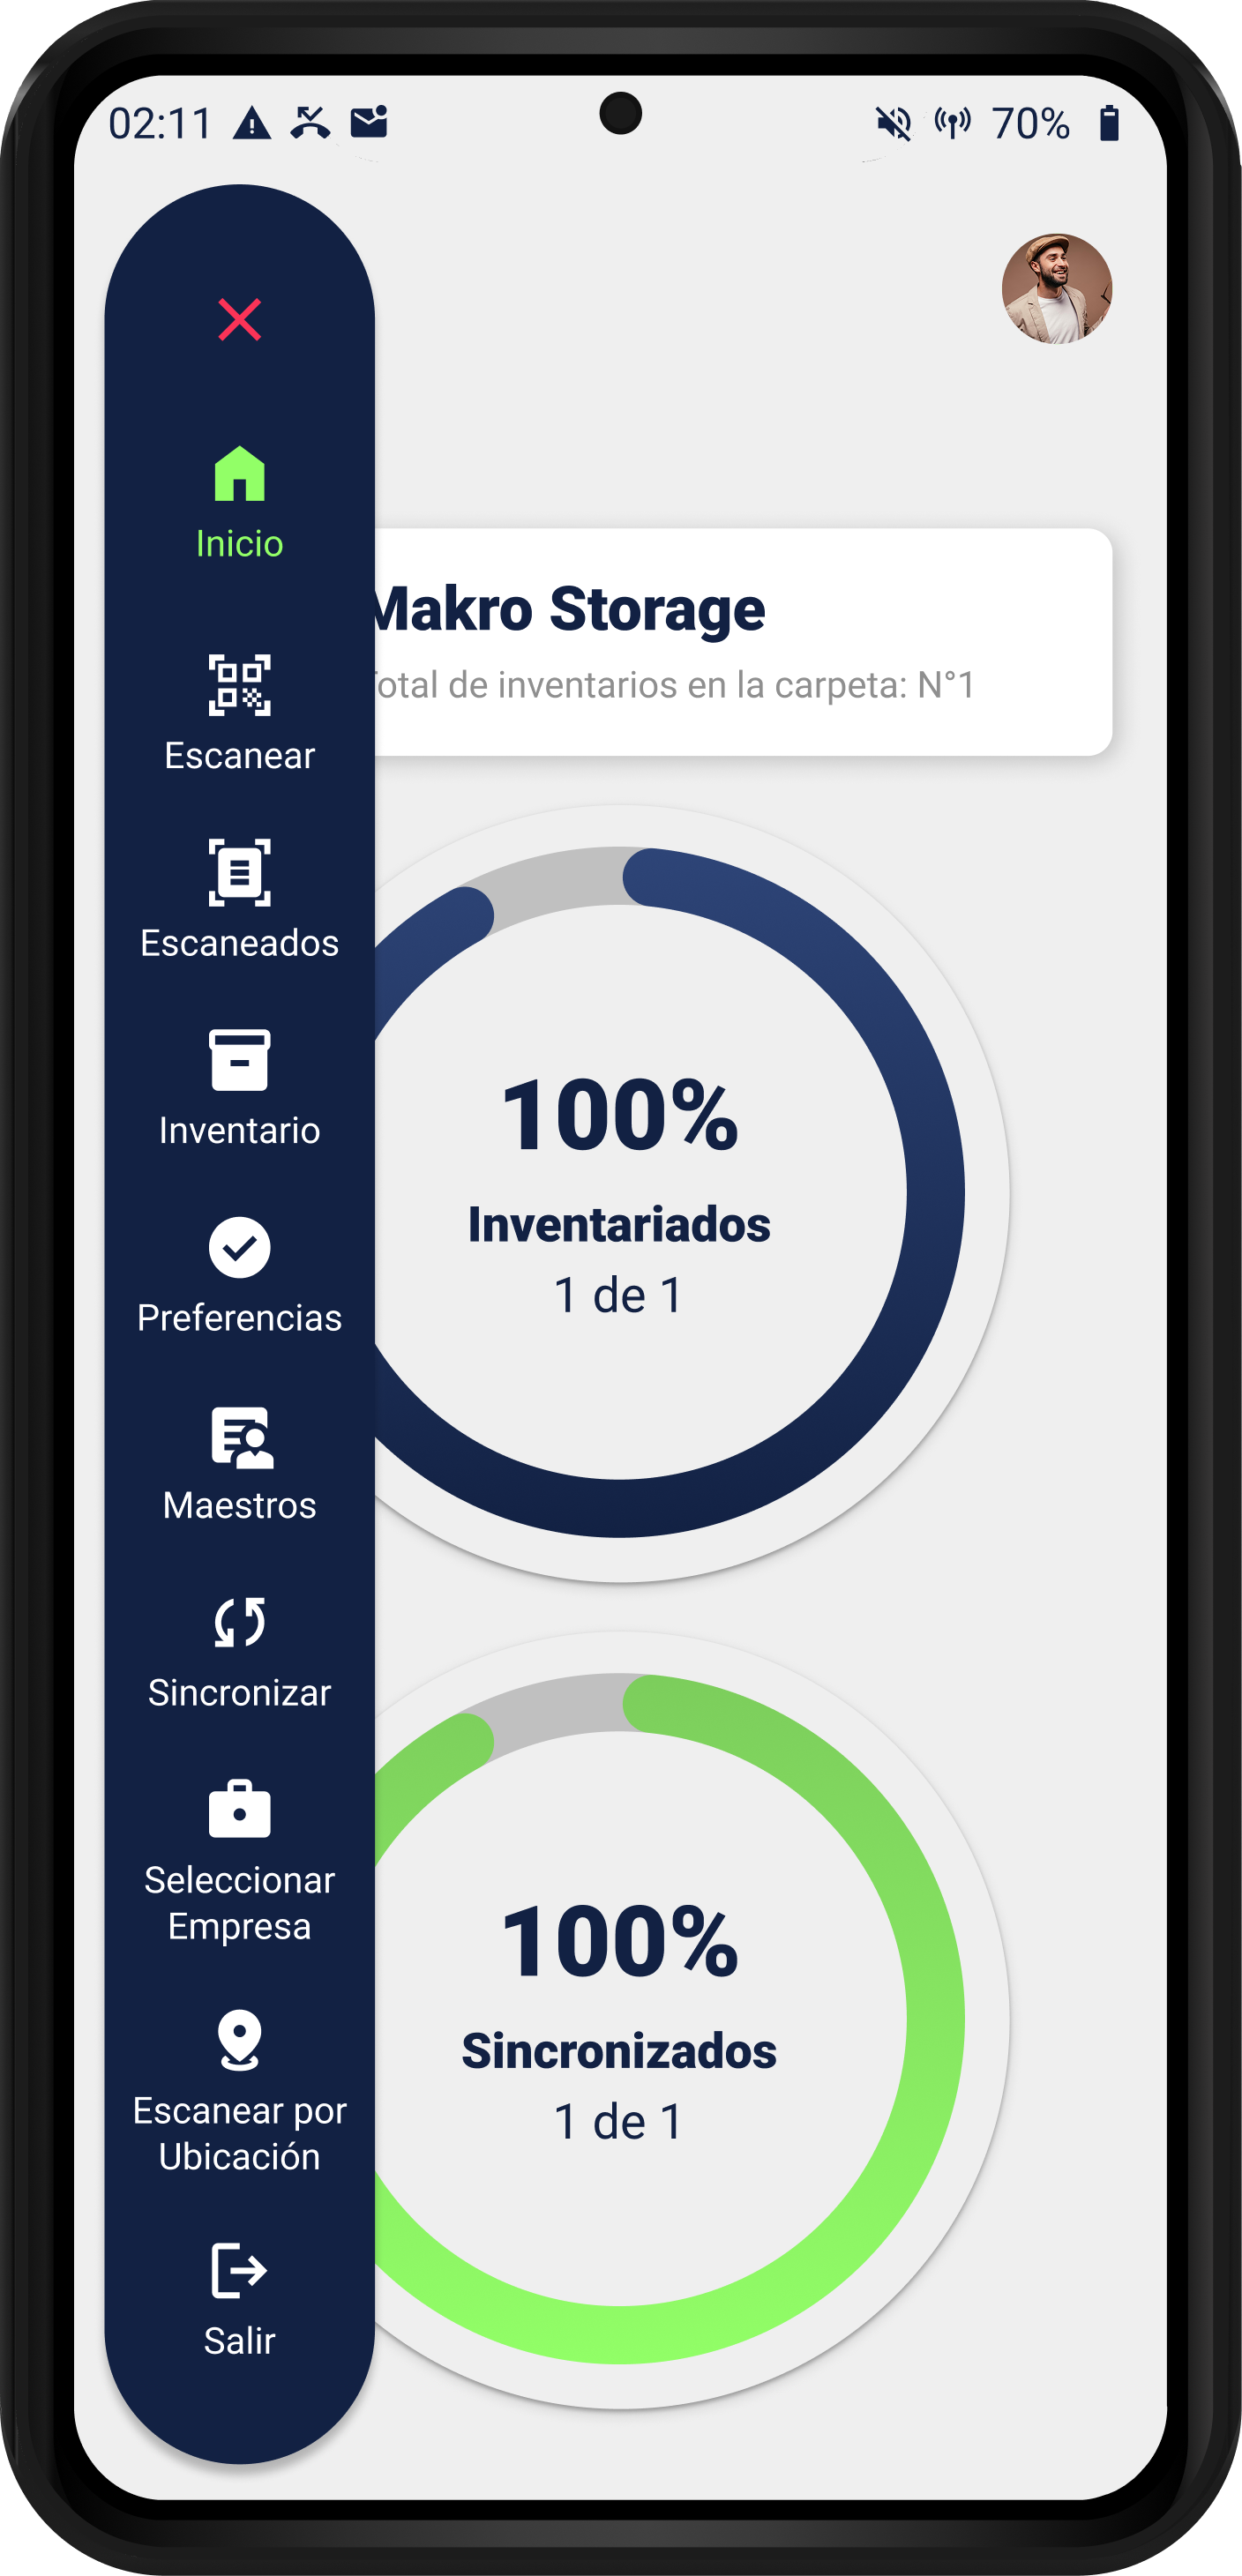 02:11
70%
Inicio
Escanear
Escaneados
Inventario
Preferencias
Maestros
Sincronizar
Seleccionar
Empresa
Escanear por
Ubicación
Salir
Makro Storage
Total de inventarios en la carpeta: N°1
100%
Inventariados
1 de 1
100%
Sincronizados
1 de 1